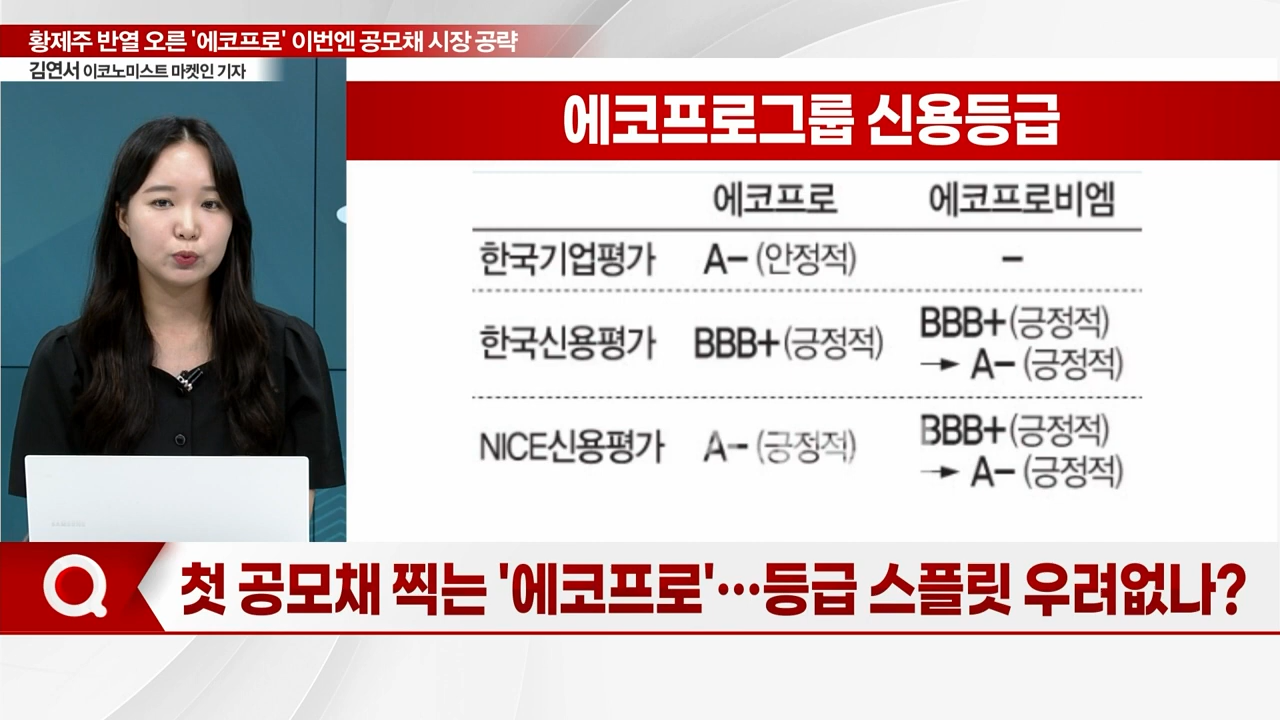 황제주 반열 오른 '에코프로' 이번엔 공모채 시장 공략
김연서 이코노미스트 마켓인 기자
에코프로그룹 신용등급
에코프로 에코프로비엠
한국기업평가 A- (안정적) -
한국신용평가 BBB+(긍정적) BBB+(긍정적)
→ A- (긍정적)
NICE신용평가 A- (긍정적) BBB+(긍정적)
→ A- (긍정적)
SAMSUNG
Q 첫 공모채 찍는 '에코프로'…등급 스플릿 우려없나?